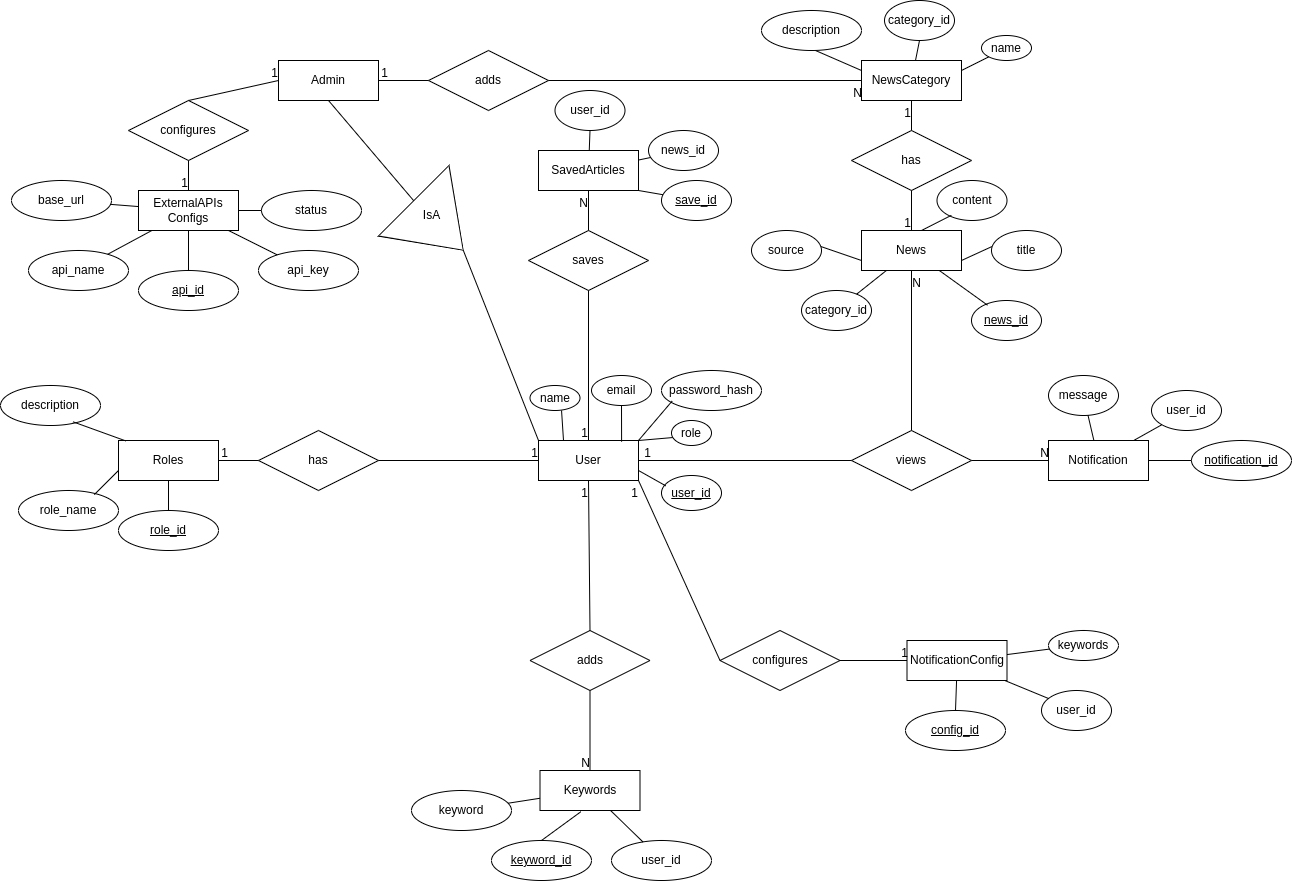 category_id
description
name
1
Admin
1
adds
NewsCategory
N
configures
user_id
1
SavedArticles
news_id
has
1
base_url
ExternalAPIs
Configs
status
IsA
N
save_id
content
1
api_name
api_key
api_id
saves
source
News
title
N
category_id
news_id
description
name
email
password_hash
message
user_id
role
1
Roles
1
has
1
User
1
views
N
Notification
notification_id
role_name
role_id
1
1
user_id
adds
configures
1
NotificationConfig
keywords
config_id
user_id
N
Keywords
keyword
keyword_id
user_id